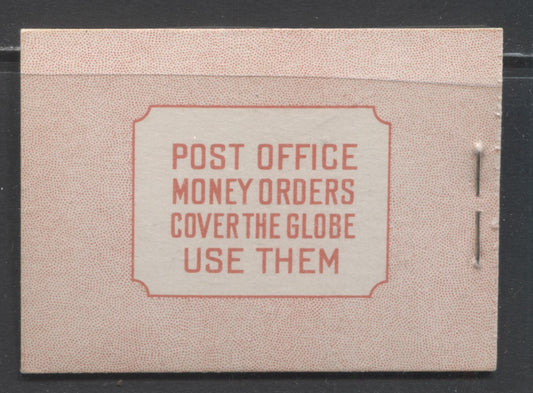 POST OFFICE
MONEY ORDERS
COVER THE GLOBE
USE THEM